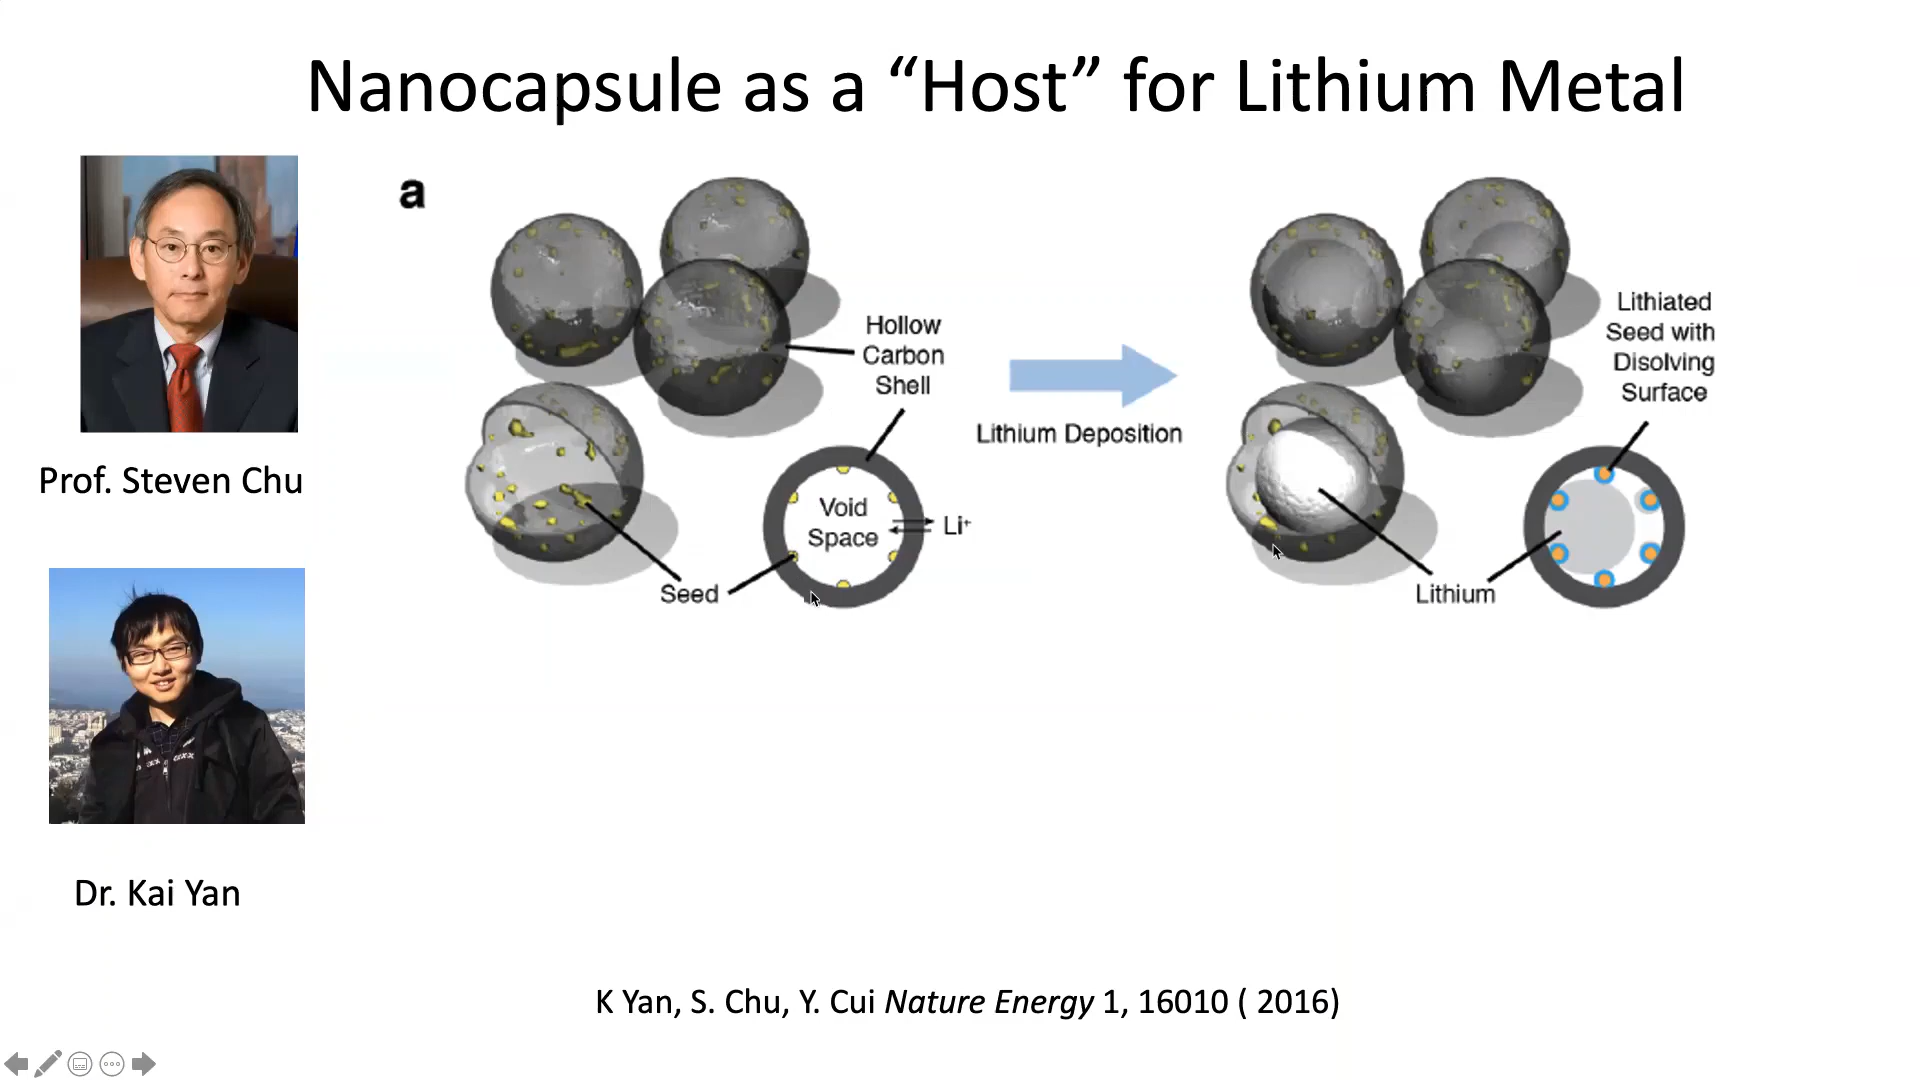 Nanocapsule as a “Host” for Lithium Metal
Prof. Steven Chu
Dr. Kai Yan
a
Hollow
Carbon
Shell
Void
Space
Li⁺
Seed
Lithium Deposition
Lithiated
Seed with
Disolving
Surface
Lithium
K Yan, S. Chu, Y. Cui Nature Energy 1, 16010 ( 2016)